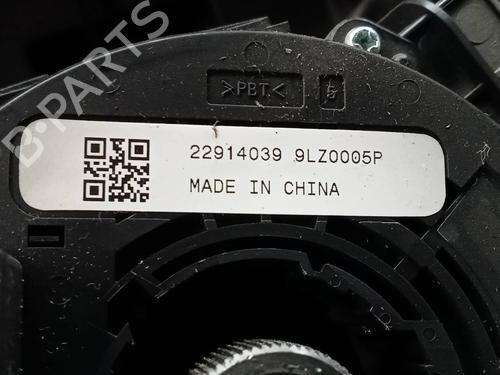 B-PARTS
>PBT<
22914039 9LZ0005P
MADE IN CHINA